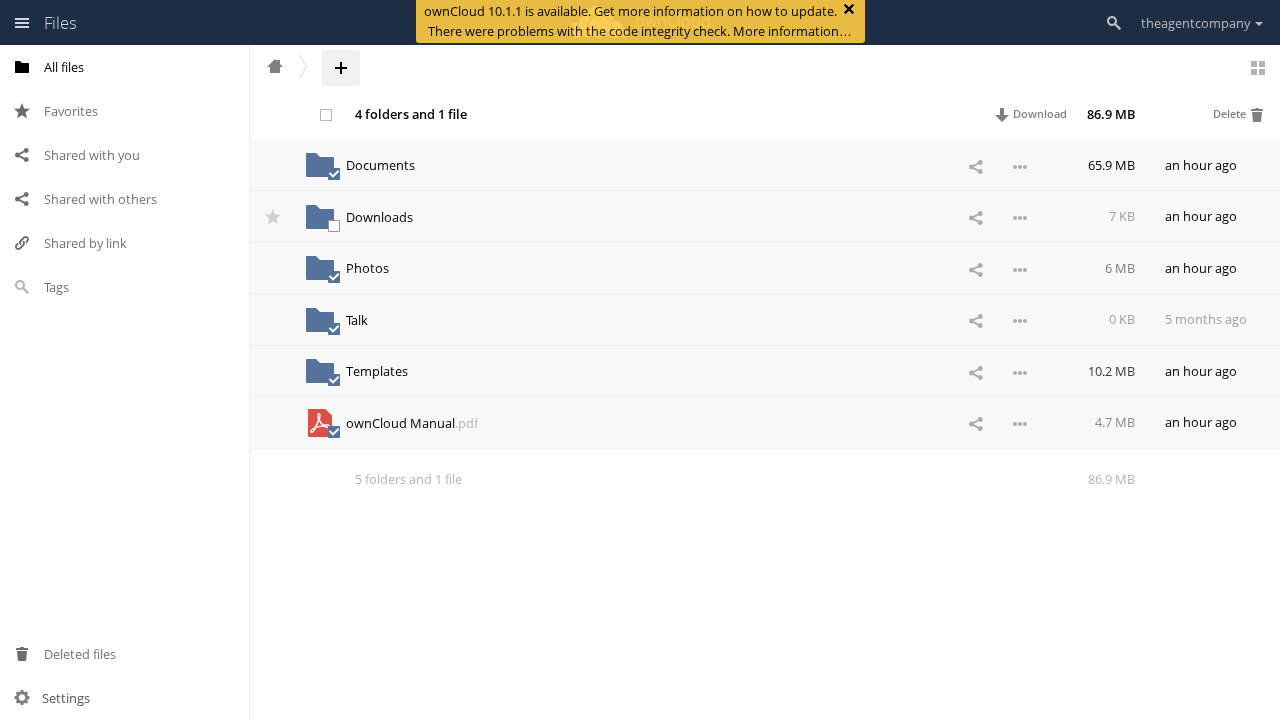 Files
ownCloud 10.1.1 is available. Get more information on how to update.
There were problems with the code integrity check. More information…
theagentcompany
All files
Favorites
Shared with you
Shared with others
Shared by link
Tags
Deleted files
Settings
4 folders and 1 file Download 86.9 MB Delete
Documents 65.9 MB an hour ago
Downloads 7 KB an hour ago
Photos 6 MB an hour ago
Talk 0 KB 5 months ago
Templates 10.2 MB an hour ago
ownCloud Manual.pdf 4.7 MB an hour ago
5 folders and 1 file 86.9 MB